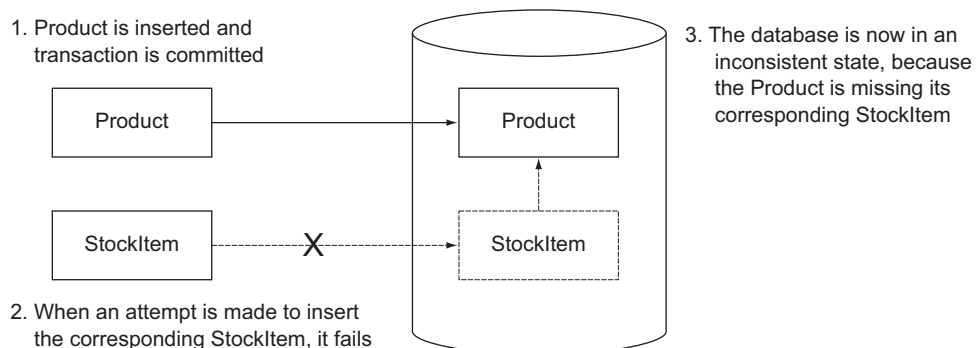 1. Product is inserted and
transaction is committed
Product
Product
3. The database is now in an
inconsistent state, because
the Product is missing its
corresponding StockItem
StockItem
X
StockItem
2. When an attempt is made to insert
the corresponding StockItem, it fails